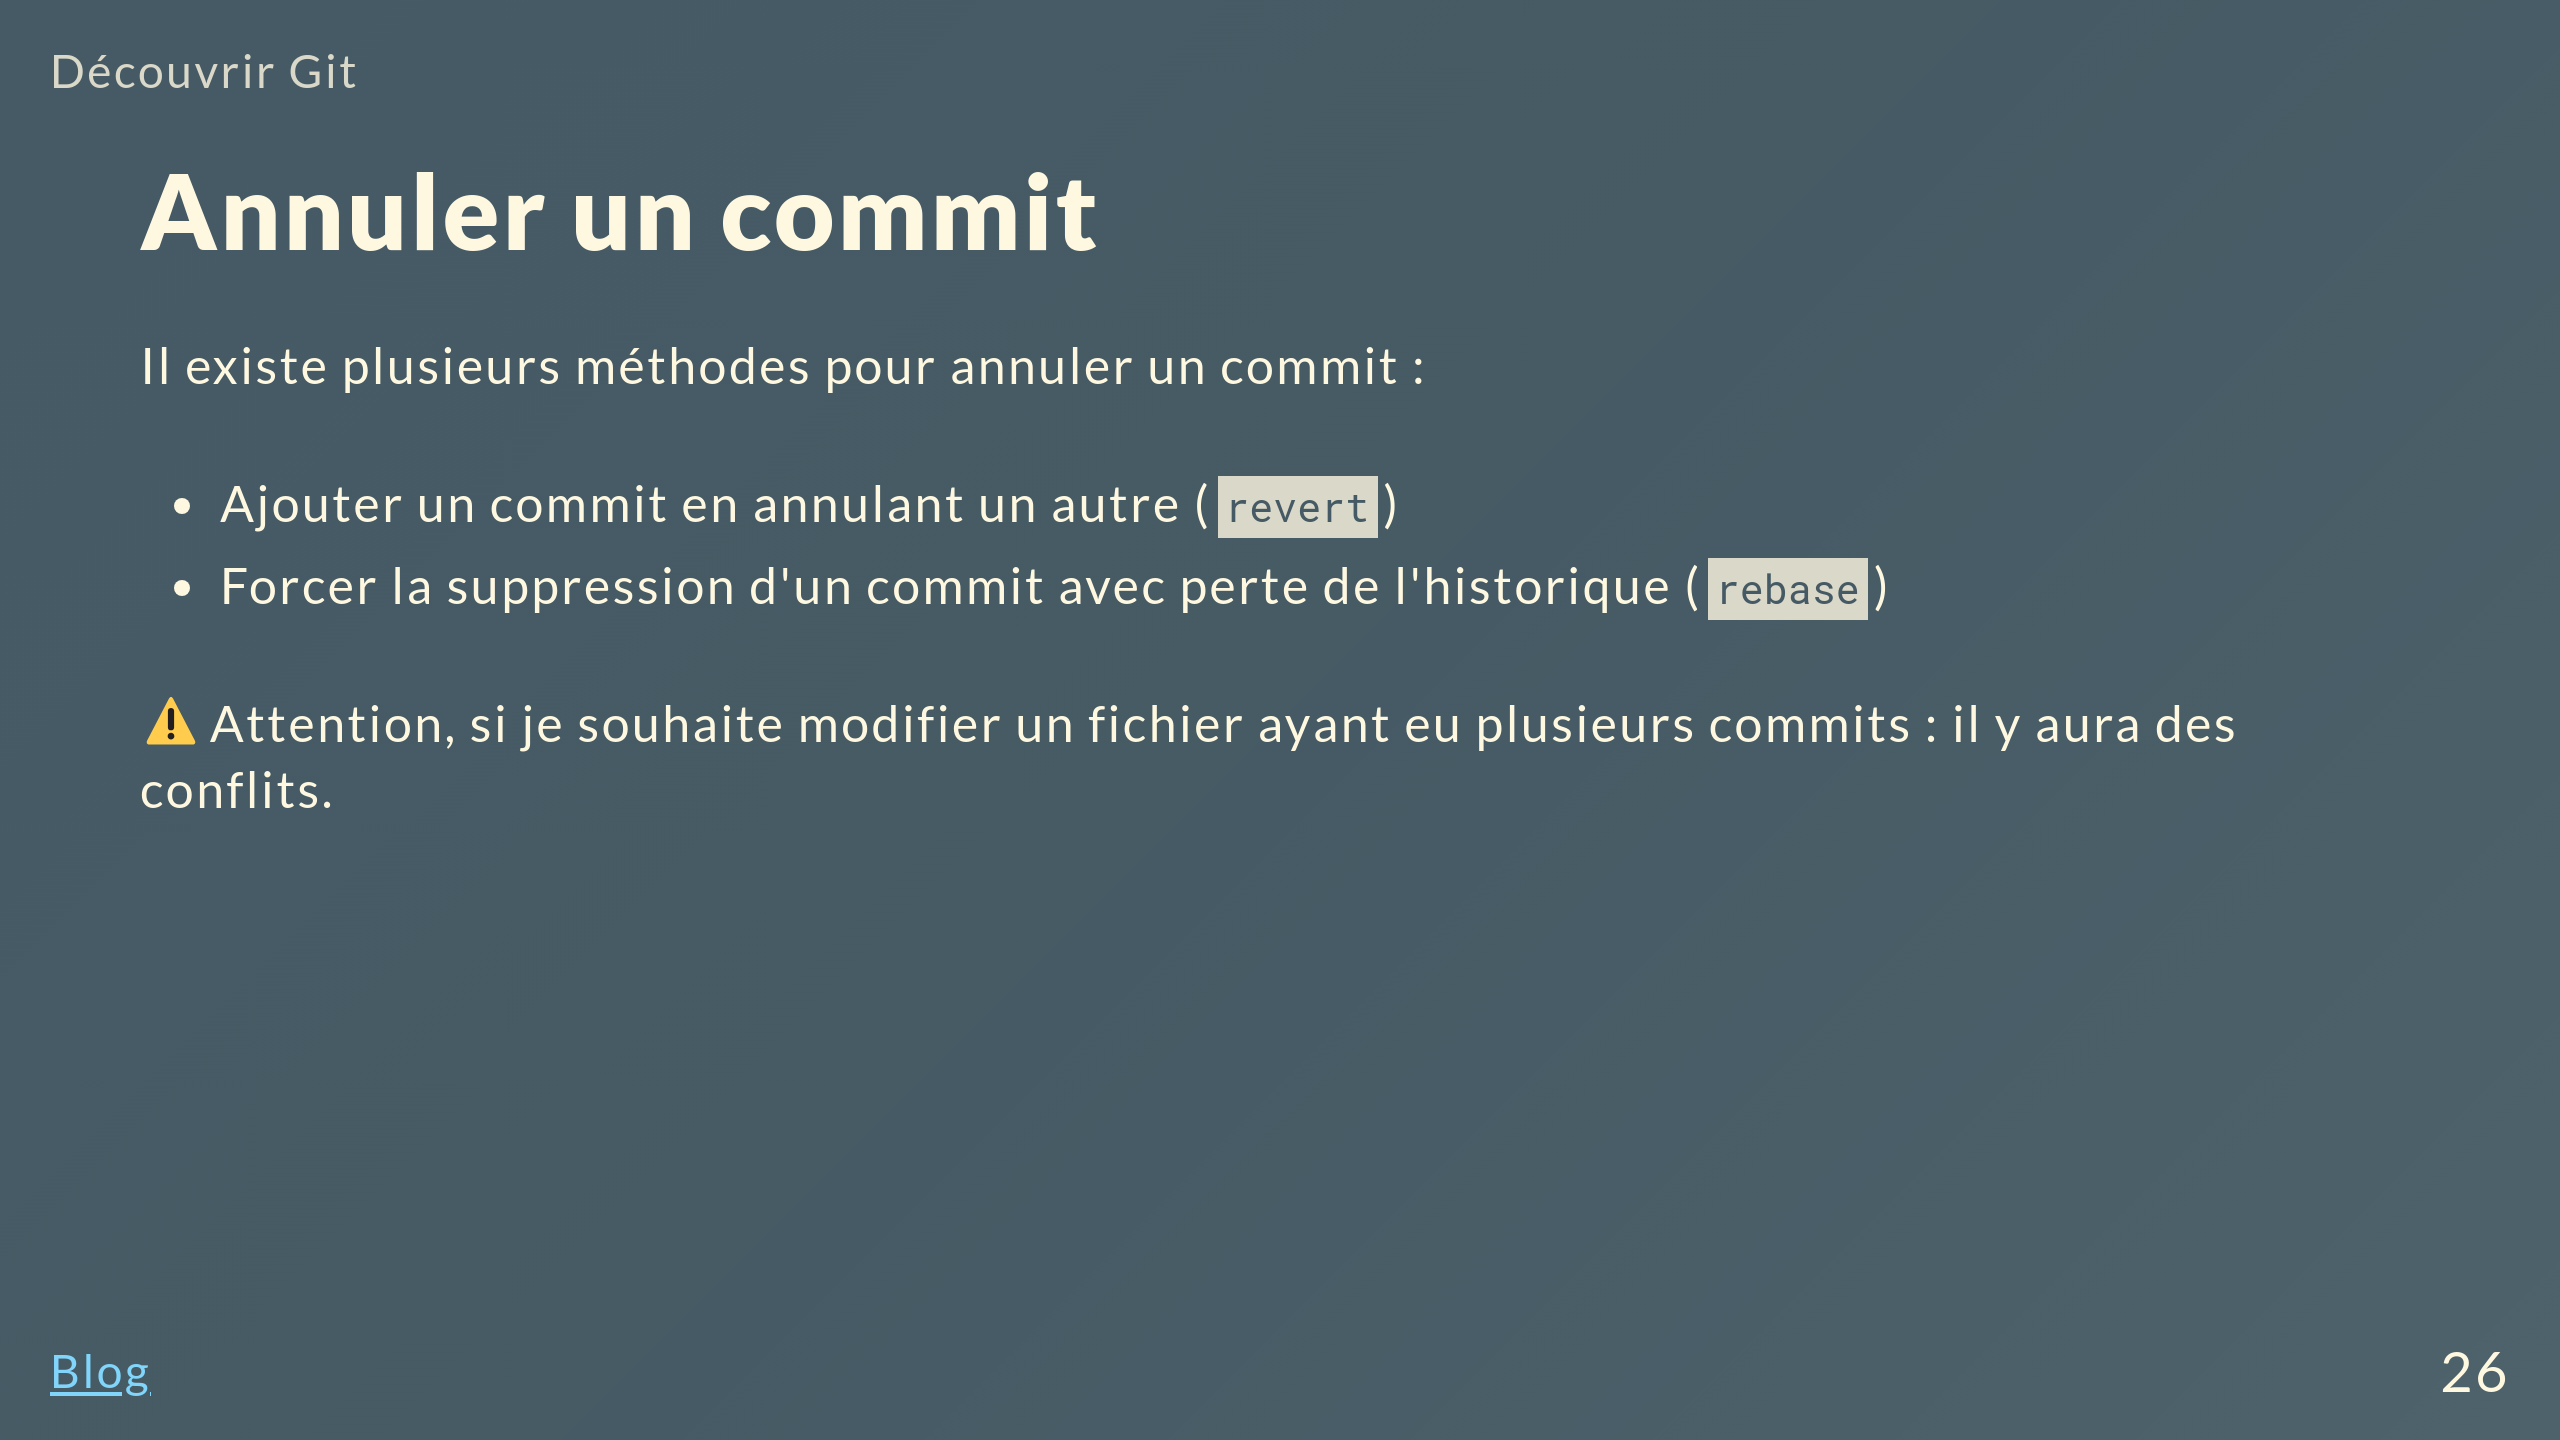 Découvrir Git
Annuler un commit
Il existe plusieurs méthodes pour annuler un commit :
• Ajouter un commit en annulant un autre ( revert )
• Forcer la suppression d'un commit avec perte de l'historique ( rebase )
⚠️ Attention, si je souhaite modifier un fichier ayant eu plusieurs commits : il y aura des
conflits.
Blog
26